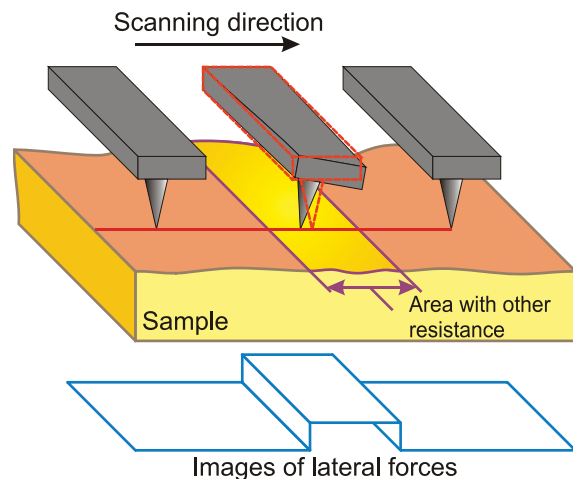 Scanning direction
Sample
Area with other
resistance
Images of lateral forces